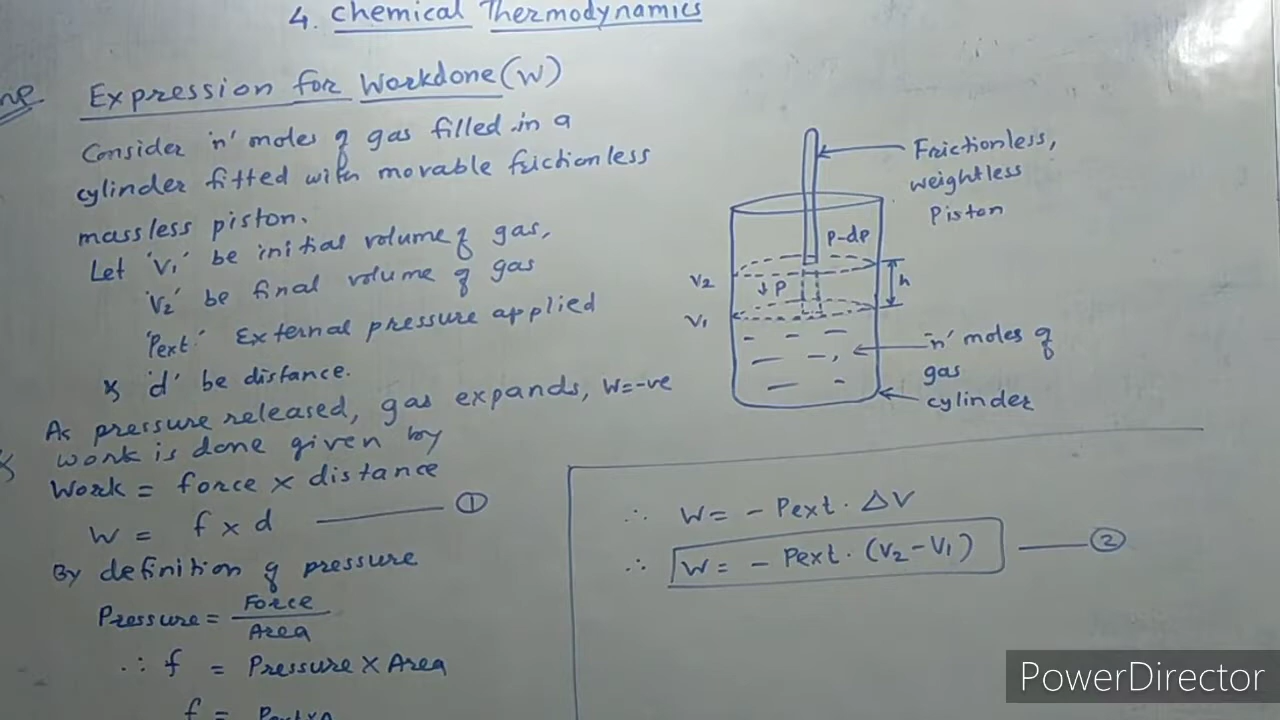 4. Chemical Thermodynamics
Expression for Workdone (W)
Consider 'n' moles of gas filled in a
cylinder fitted with movable frictionless
massless piston.
Let 'V1' be initial volume of gas,
'V2' be final volume of gas
'Pext' External pressure applied
& 'd' be distance.
As pressure released, gas expands, W=-ve
work is done given by
Work = force × distance
W = f × d ——— ①
By definition of pressure
Pressure = Force / Area
∴ f = Pressure × Area
f = Pext×A
Frictionless,
weightless
Piston
P-dp
V2
↓ P
h
V1
'n' moles of
gas
cylinder
∴ W = - Pext. ΔV
∴ W = - Pext. (V2-V1) ——— ②
PowerDirector